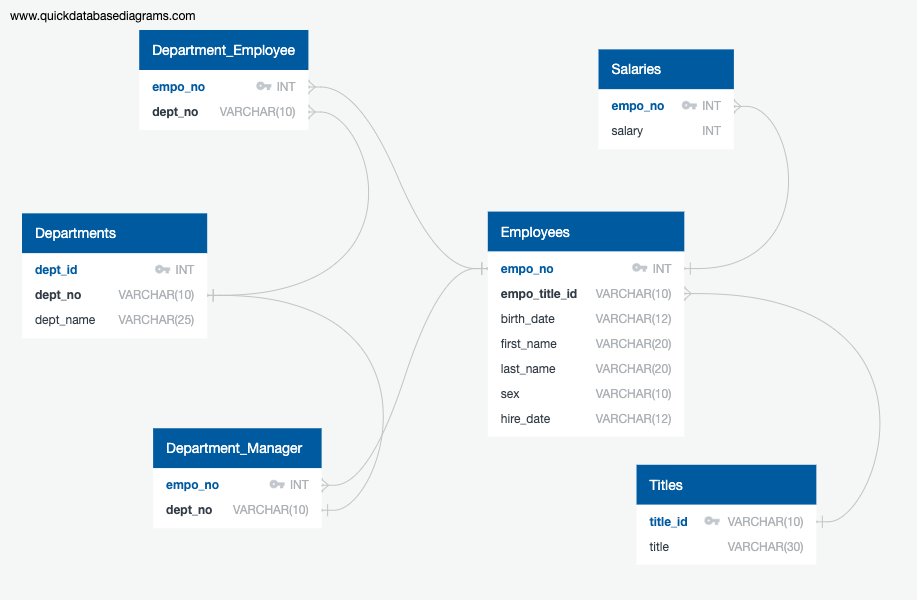 www.quickdatabasediagrams.com
Department_Employee
empo_no INT
dept_no VARCHAR(10)
Salaries
empo_no INT
salary INT
Departments
dept_id INT
dept_no VARCHAR(10)
dept_name VARCHAR(25)
Employees
empo_no INT
empo_title_id VARCHAR(10)
birth_date VARCHAR(12)
first_name VARCHAR(20)
last_name VARCHAR(20)
sex VARCHAR(10)
hire_date VARCHAR(12)
Department_Manager
empo_no INT
dept_no VARCHAR(10)
Titles
title_id VARCHAR(10)
title VARCHAR(30)